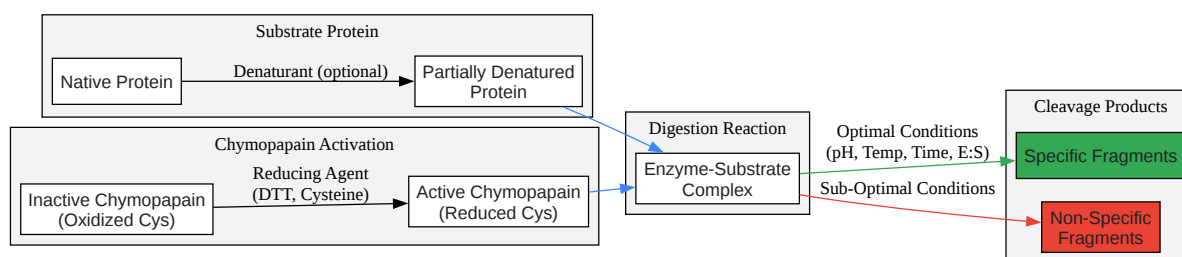 Substrate Protein
Native Protein
Denaturant (optional)
Partially Denatured
Protein
Chymopapain Activation
Inactive Chymopapain
(Oxidized Cys)
Reducing Agent
(DTT, Cysteine)
Active Chymopapain
(Reduced Cys)
Digestion Reaction
Enzyme-Substrate
Complex
Optimal Conditions
(pH, Temp, Time, E:S)
Sub-Optimal Conditions
Cleavage Products
Specific Fragments
Non-Specific
Fragments